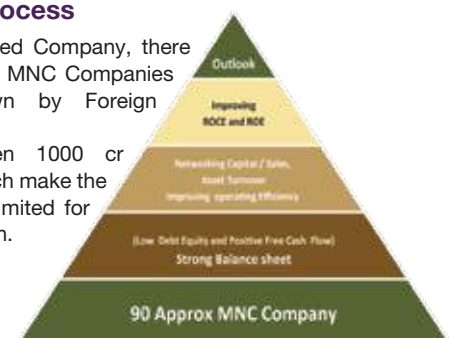 ocess
ed Company, there
MNC Companies
wn by Foreign
en 1000 cr
ch make the
imited for
n.
Outlook
Improving
ROCE and ROE
Networking Capital / Sales,
Asset Turnover
Improving operating Efficiency
(Low Debt Equity and Positive Free Cash Flow)
Strong Balance sheet
90 Approx MNC Company